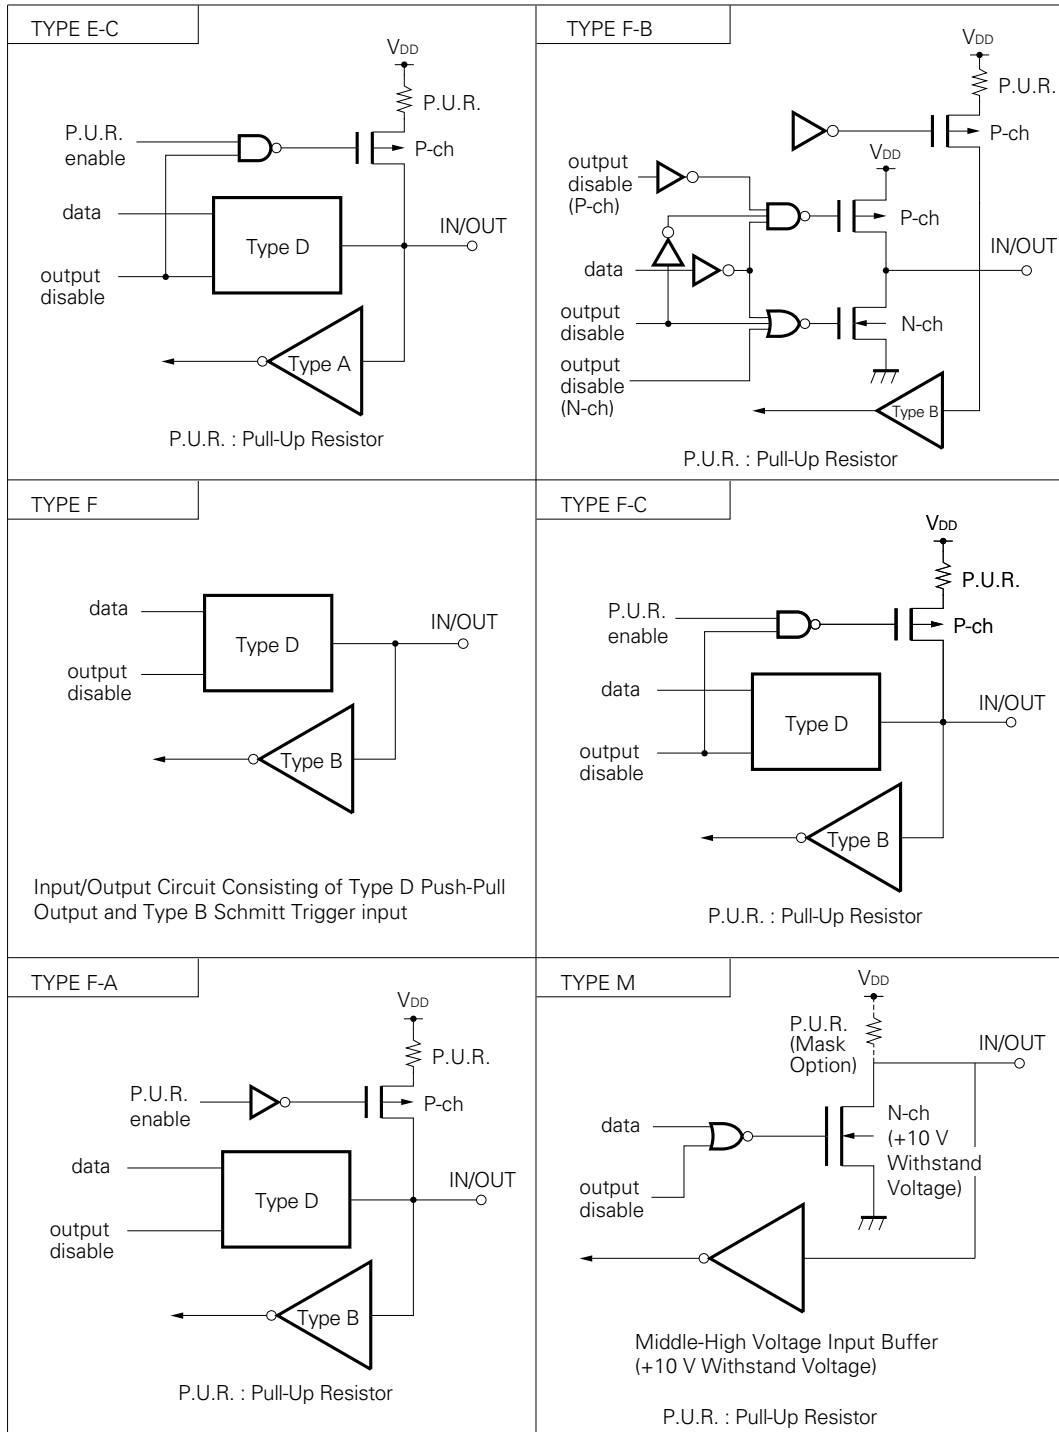 TYPE E-C
VDD
P.U.R.
P.U.R.
enable
P-ch
data
Type D
IN/OUT
output
disable
Type A
P.U.R. : Pull-Up Resistor
TYPE F-B
VDD
P.U.R.
P-ch
VDD
output
disable
(P-ch)
P-ch
IN/OUT
data
output
disable
N-ch
output
disable
(N-ch)
Type B
P.U.R. : Pull-Up Resistor
TYPE F
data
IN/OUT
Type D
output
disable
Type B
Input/Output Circuit Consisting of Type D Push-Pull
Output and Type B Schmitt Trigger input
TYPE F-C
VDD
P.U.R.
P.U.R.
enable
P-ch
data
IN/OUT
Type D
output
disable
Type B
P.U.R. : Pull-Up Resistor
TYPE F-A
VDD
P.U.R.
P.U.R.
enable
P-ch
data
IN/OUT
Type D
output
disable
Type B
P.U.R. : Pull-Up Resistor
TYPE M
VDD
P.U.R.
(Mask
Option)
IN/OUT
data
N-ch
(+10 V
Withstand
Voltage)
output
disable
Middle-High Voltage Input Buffer
(+10 V Withstand Voltage)
P.U.R. : Pull-Up Resistor